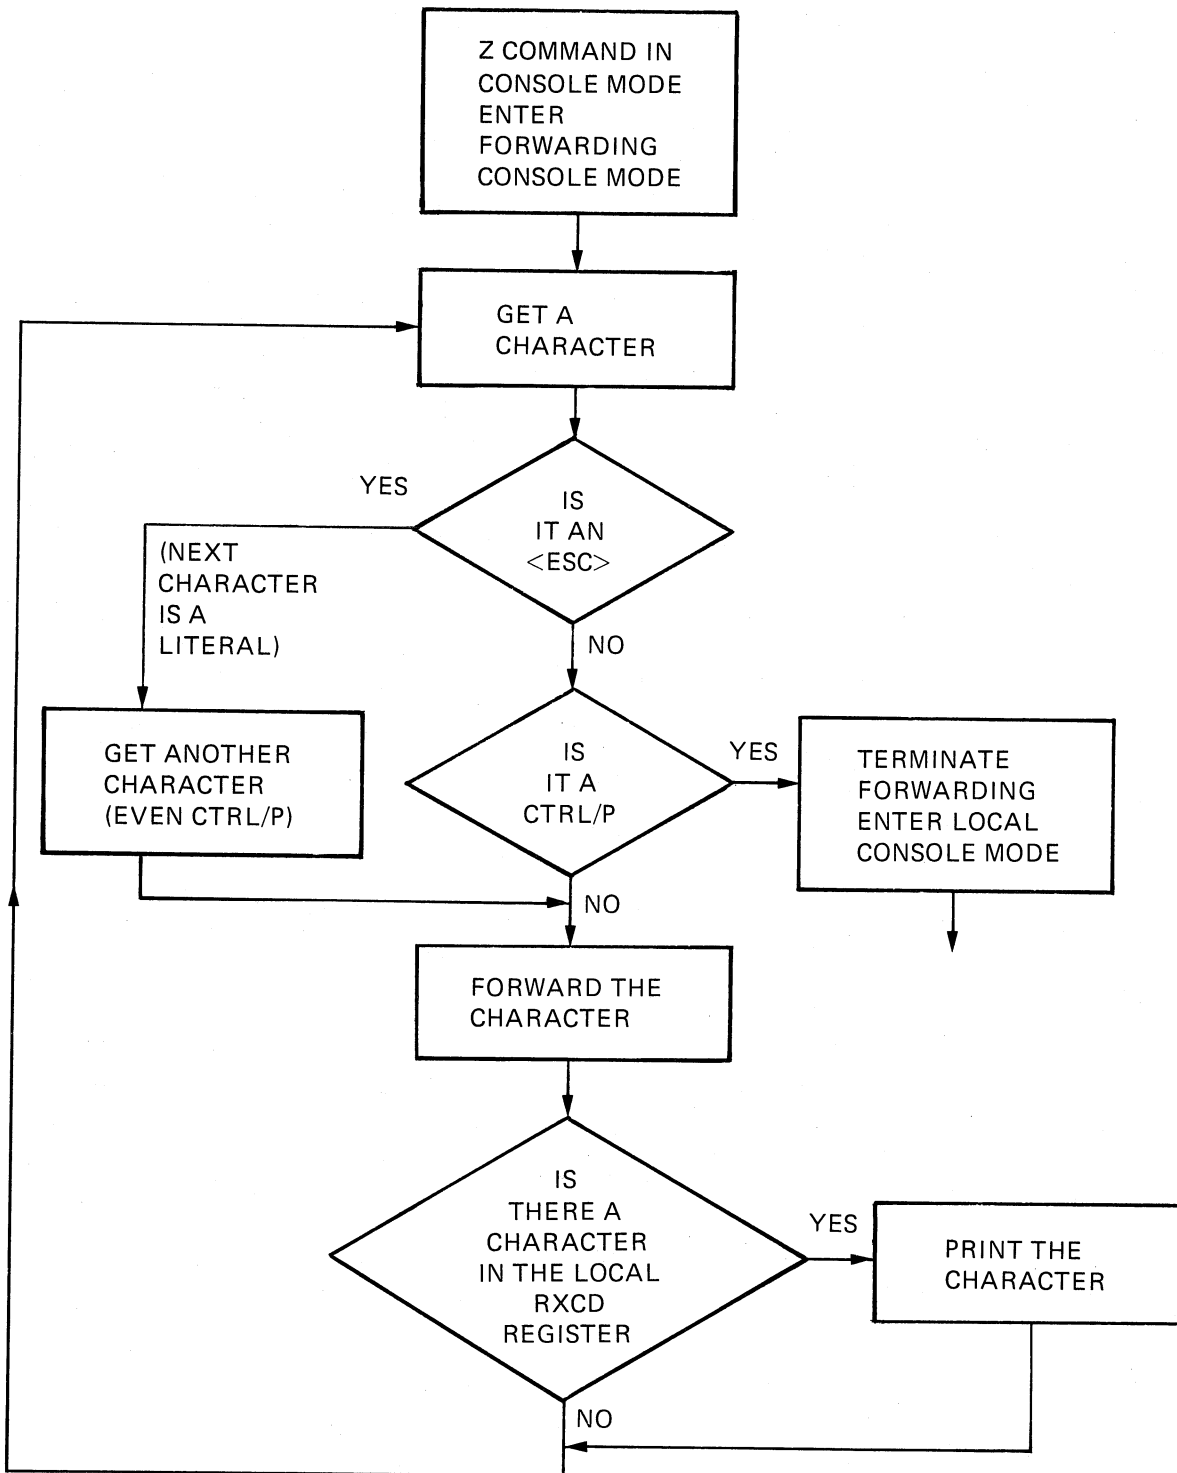 Z COMMAND IN
CONSOLE MODE
ENTER
FORWARDING
CONSOLE MODE
GET A
CHARACTER
YES
IS
IT AN
<ESC>
(NEXT
CHARACTER
IS A
LITERAL)
NO
GET ANOTHER
CHARACTER
(EVEN CTRL/P)
IS
IT A
CTRL/P
YES
TERMINATE
FORWARDING
ENTER LOCAL
CONSOLE MODE
NO
FORWARD THE
CHARACTER
IS
THERE A
CHARACTER
IN THE LOCAL
RXCD
REGISTER
YES
PRINT THE
CHARACTER
NO